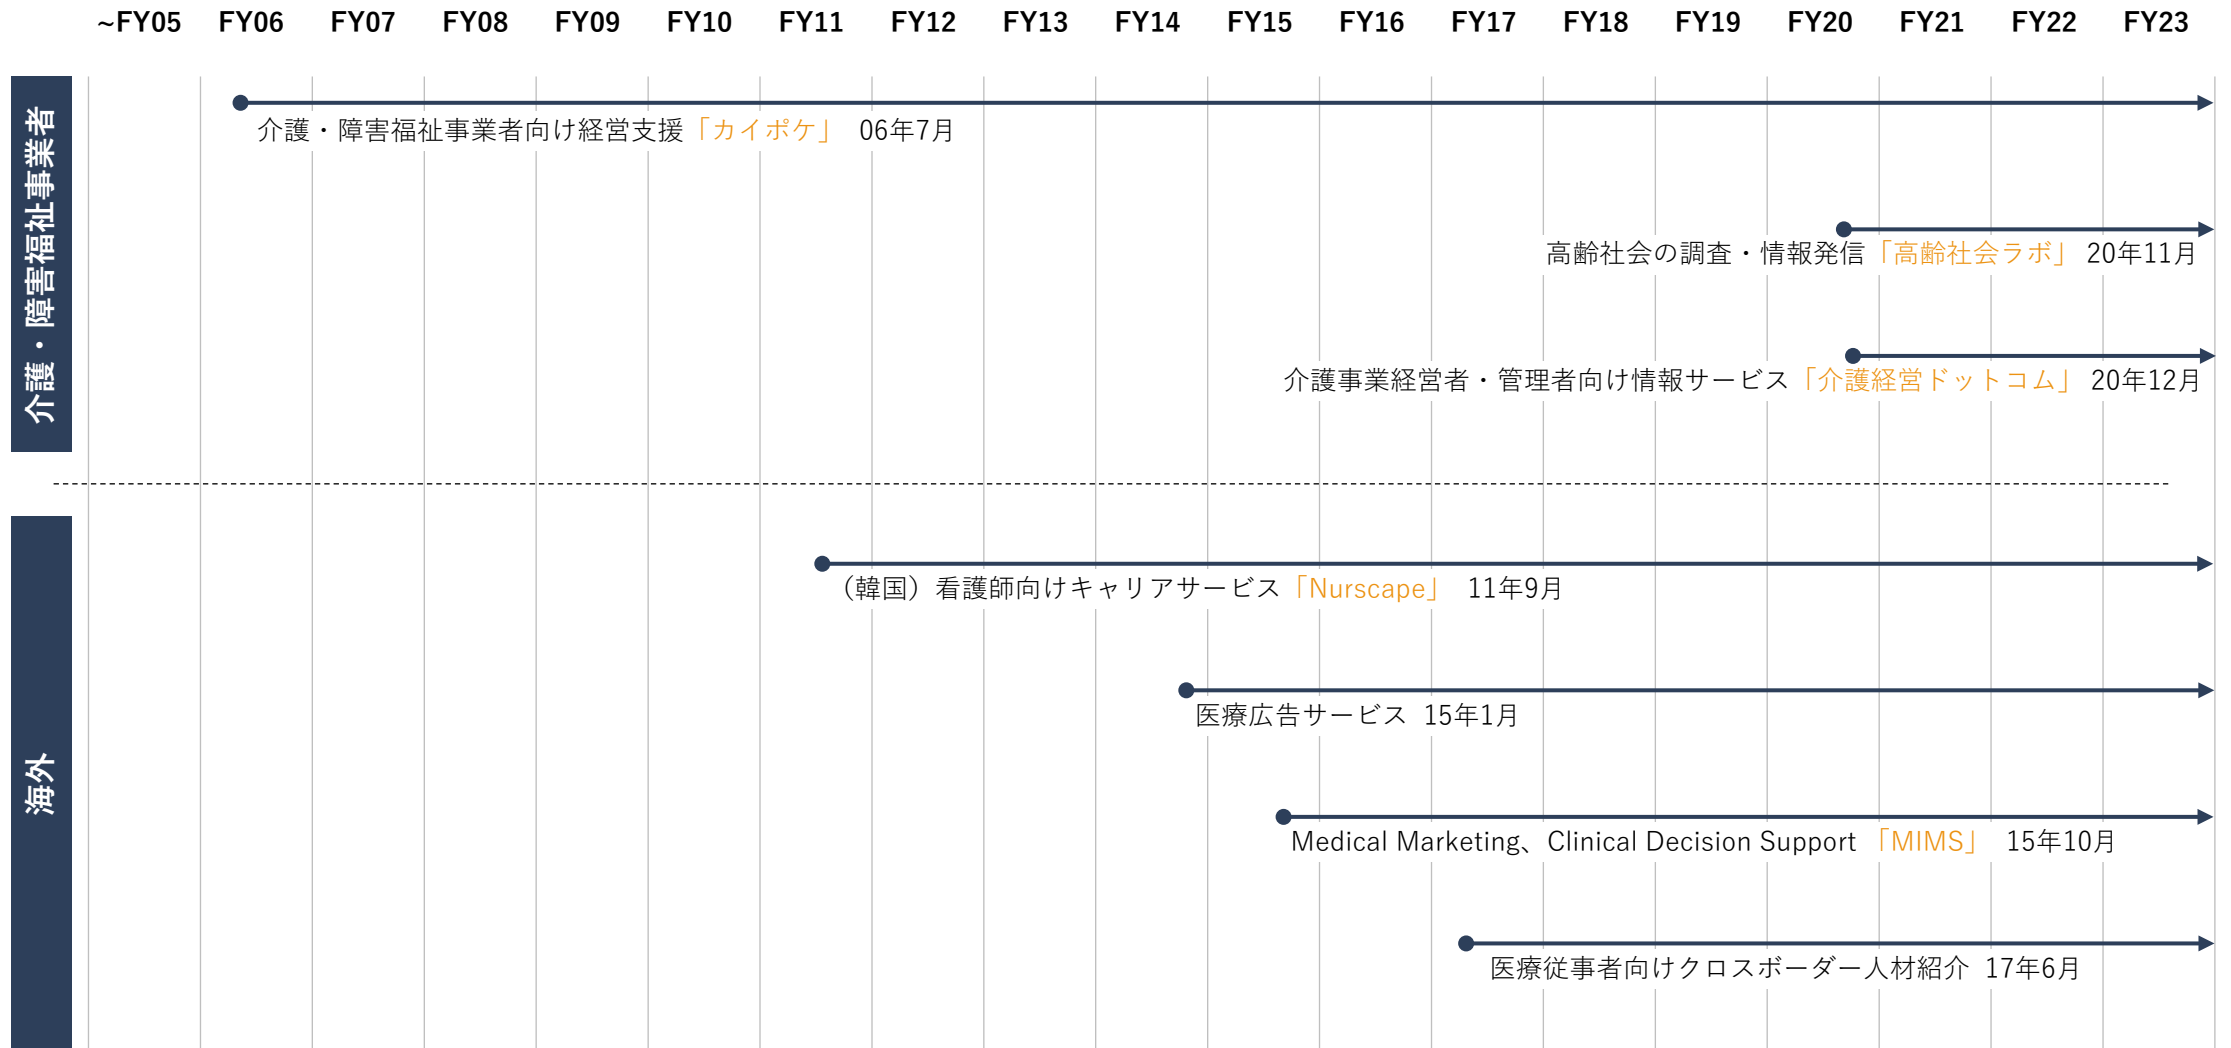 ~FY05 FY06 FY07 FY08 FY09 FY10 FY11 FY12 FY13 FY14 FY15 FY16 FY17 FY18 FY19 FY20 FY21 FY22 FY23
介護・障害福祉事業者
介護・障害福祉事業者向け経営支援「カイポケ」 06年7月
高齢社会の調査・情報発信「高齢社会ラボ」 20年11月
介護事業経営者・管理者向け情報サービス「介護経営ドットコム」 20年12月
海外
（韓国）看護師向けキャリアサービス「Nurscape」 11年9月
医療広告サービス 15年1月
Medical Marketing、Clinical Decision Support 「MIMS」 15年10月
医療従事者向けクロスボーダー人材紹介 17年6月